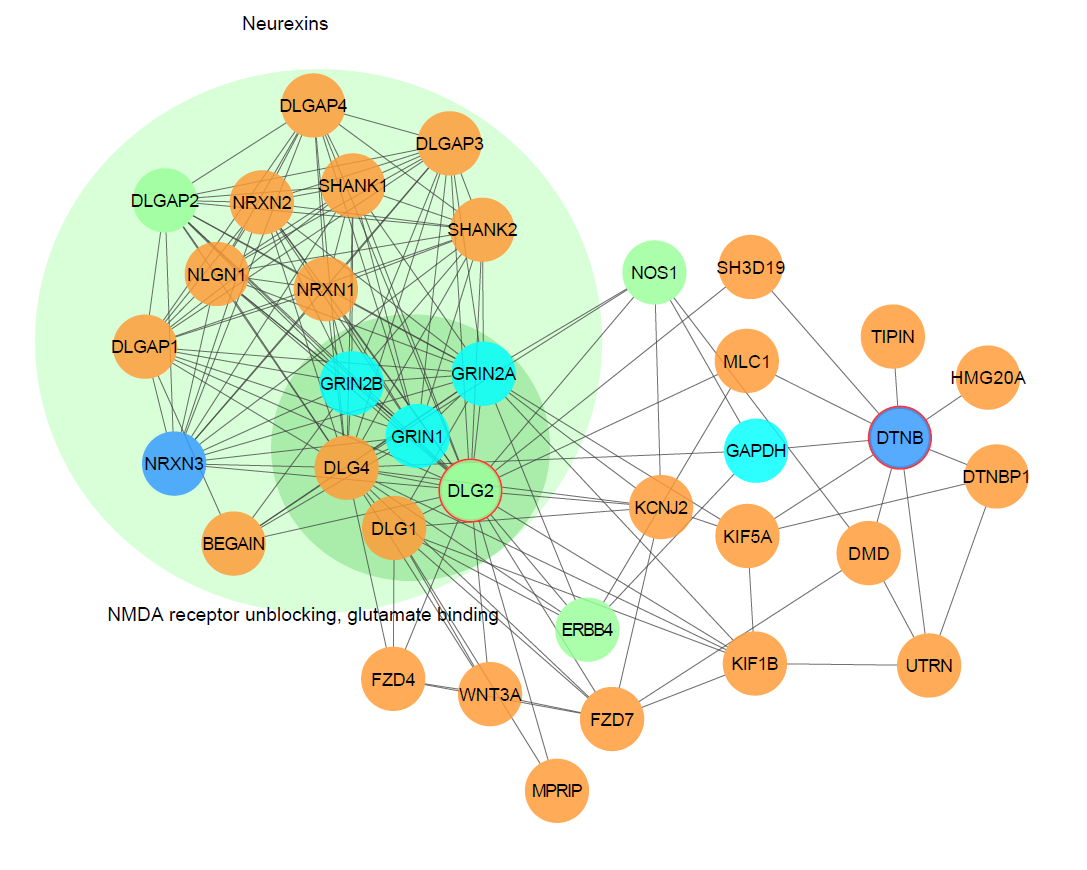 Neurexins
DLGAP4
DLGAP3
DLGAP2
NRXN2
SHANK1
SHANK2
NLGN1
NRXN1
NOS1
SH3D19
DLGAP1
TIPIN
MLC1
HMG20A
GRIN2B
GRIN2A
GRIN1
GAPDH
DTNB
NRXN3
DLG4
DLG2
DTNBP1
KCNJ2
DLG1
KIF5A
BEGAIN
DMD
NMDA receptor unblocking, glutamate binding
ERBB4
KIF1B
UTRN
FZD4
WNT3A
FZD7
MPRIP